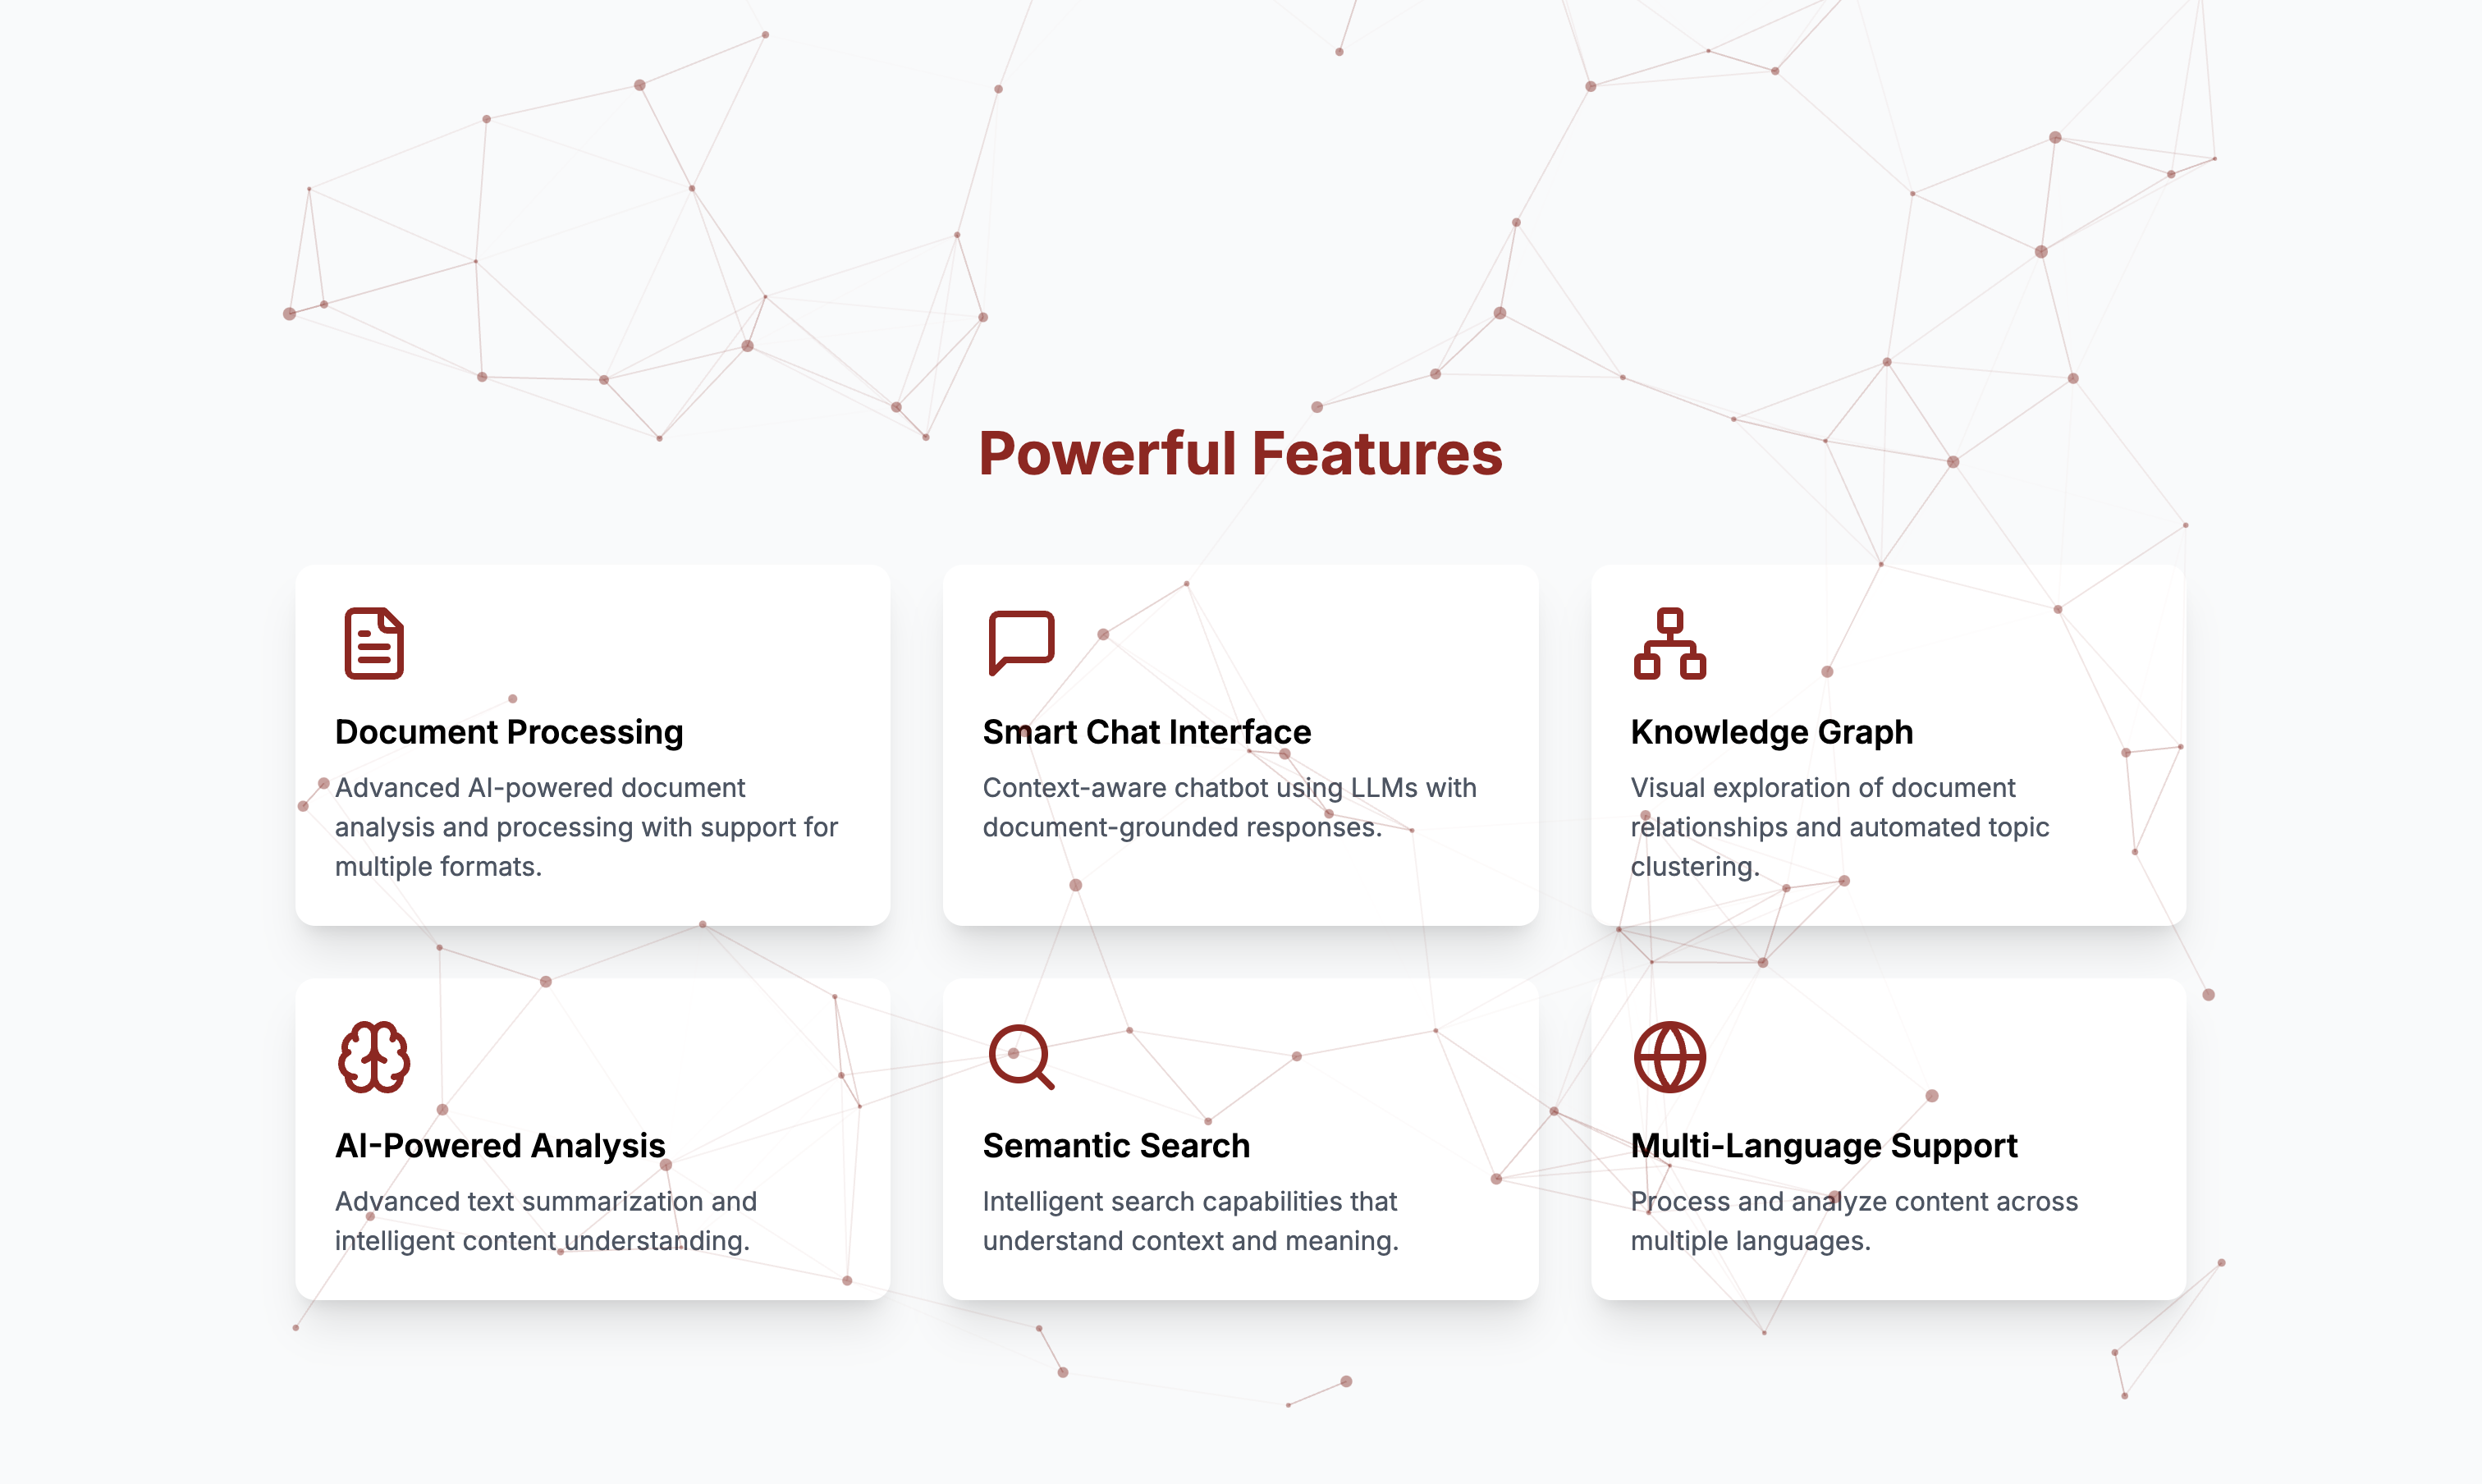 Powerful Features
Document Processing
Advanced AI-powered document
analysis and processing with support for
multiple formats.
Smart Chat Interface
Context-aware chatbot using LLMs with
document-grounded responses.
Knowledge Graph
Visual exploration of document
relationships and automated topic
clustering.
AI-Powered Analysis
Advanced text summarization and
intelligent content understanding.
Semantic Search
Intelligent search capabilities that
understand context and meaning.
Multi-Language Support
Process and analyze content across
multiple languages.